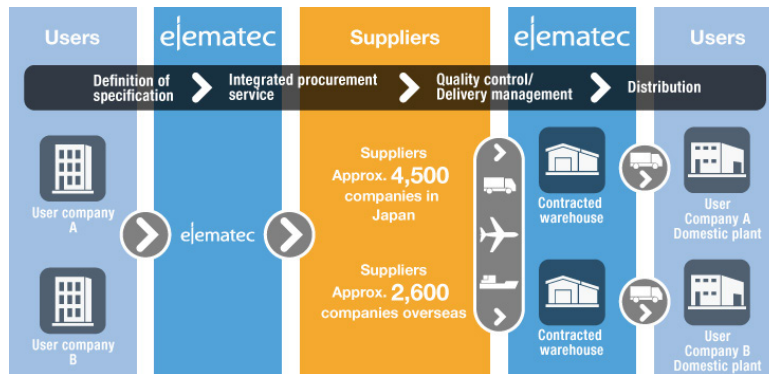 Users
elematec
Suppliers
elematec
Users
Definition of
specification
Integrated procurement
service
Quality control/
Delivery management
Distribution
User company
A
User company
B
elematec
Suppliers
Approx. 4,500
companies in
Japan
Suppliers
Approx. 2,600
companies overseas
Contracted
warehouse
Contracted
warehouse
User
Company A
Domestic plant
User
Company B
Domestic plant